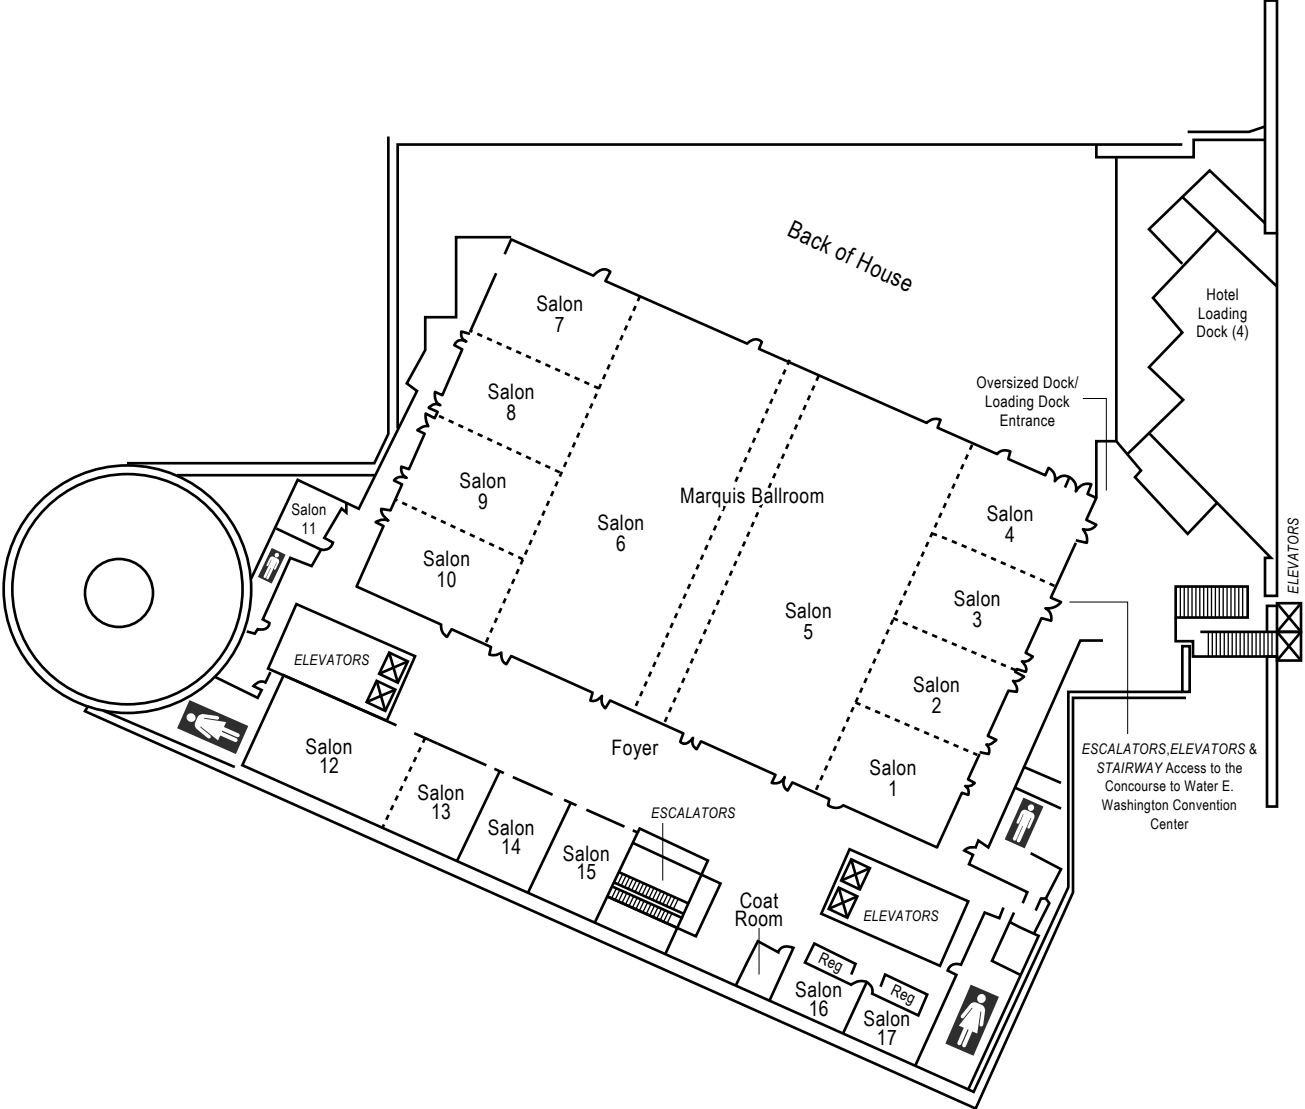 Back of House
Hotel
Loading
Dock (4)
Salon
7
Oversized Dock/
Loading Dock
Entrance
Salon
8
Salon
9
Marquis Ballroom
Salon
11
Salon
6
Salon
4
ELEVATORS
Salon
10
Salon
5
Salon
3
ELEVATORS
Salon
2
Salon
12
Foyer
Salon
1
ESCALATORS,ELEVATORS &
STAIRWAY Access to the
Concourse to Water E.
Washington Convention
Center
Salon
13
Salon
14
ESCALATORS
Salon
15
Coat
Room
ELEVATORS
Reg
Salon
16
Reg
Salon
17